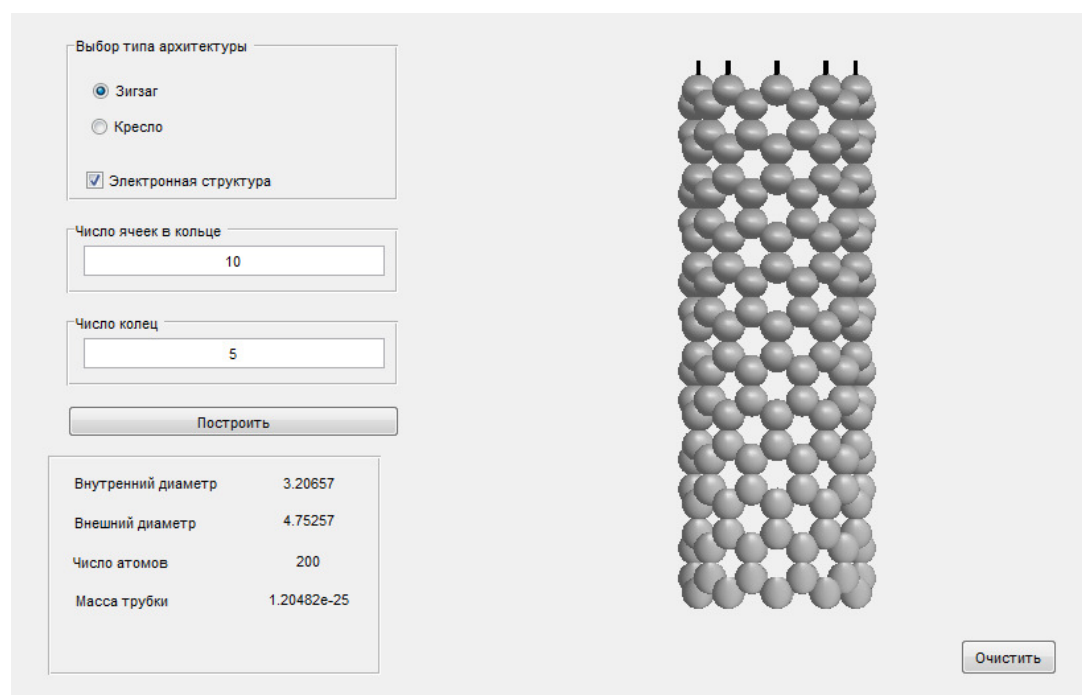 Выбор типа архитектуры
Зигзаг
Кресло
Электронная структура
Число ячеек в кольце
10
Число колец
5
Построить
Внутренний диаметр 3.20657
Внешний диаметр 4.75257
Число атомов 200
Масса трубки 1.20482e-25
Очистить